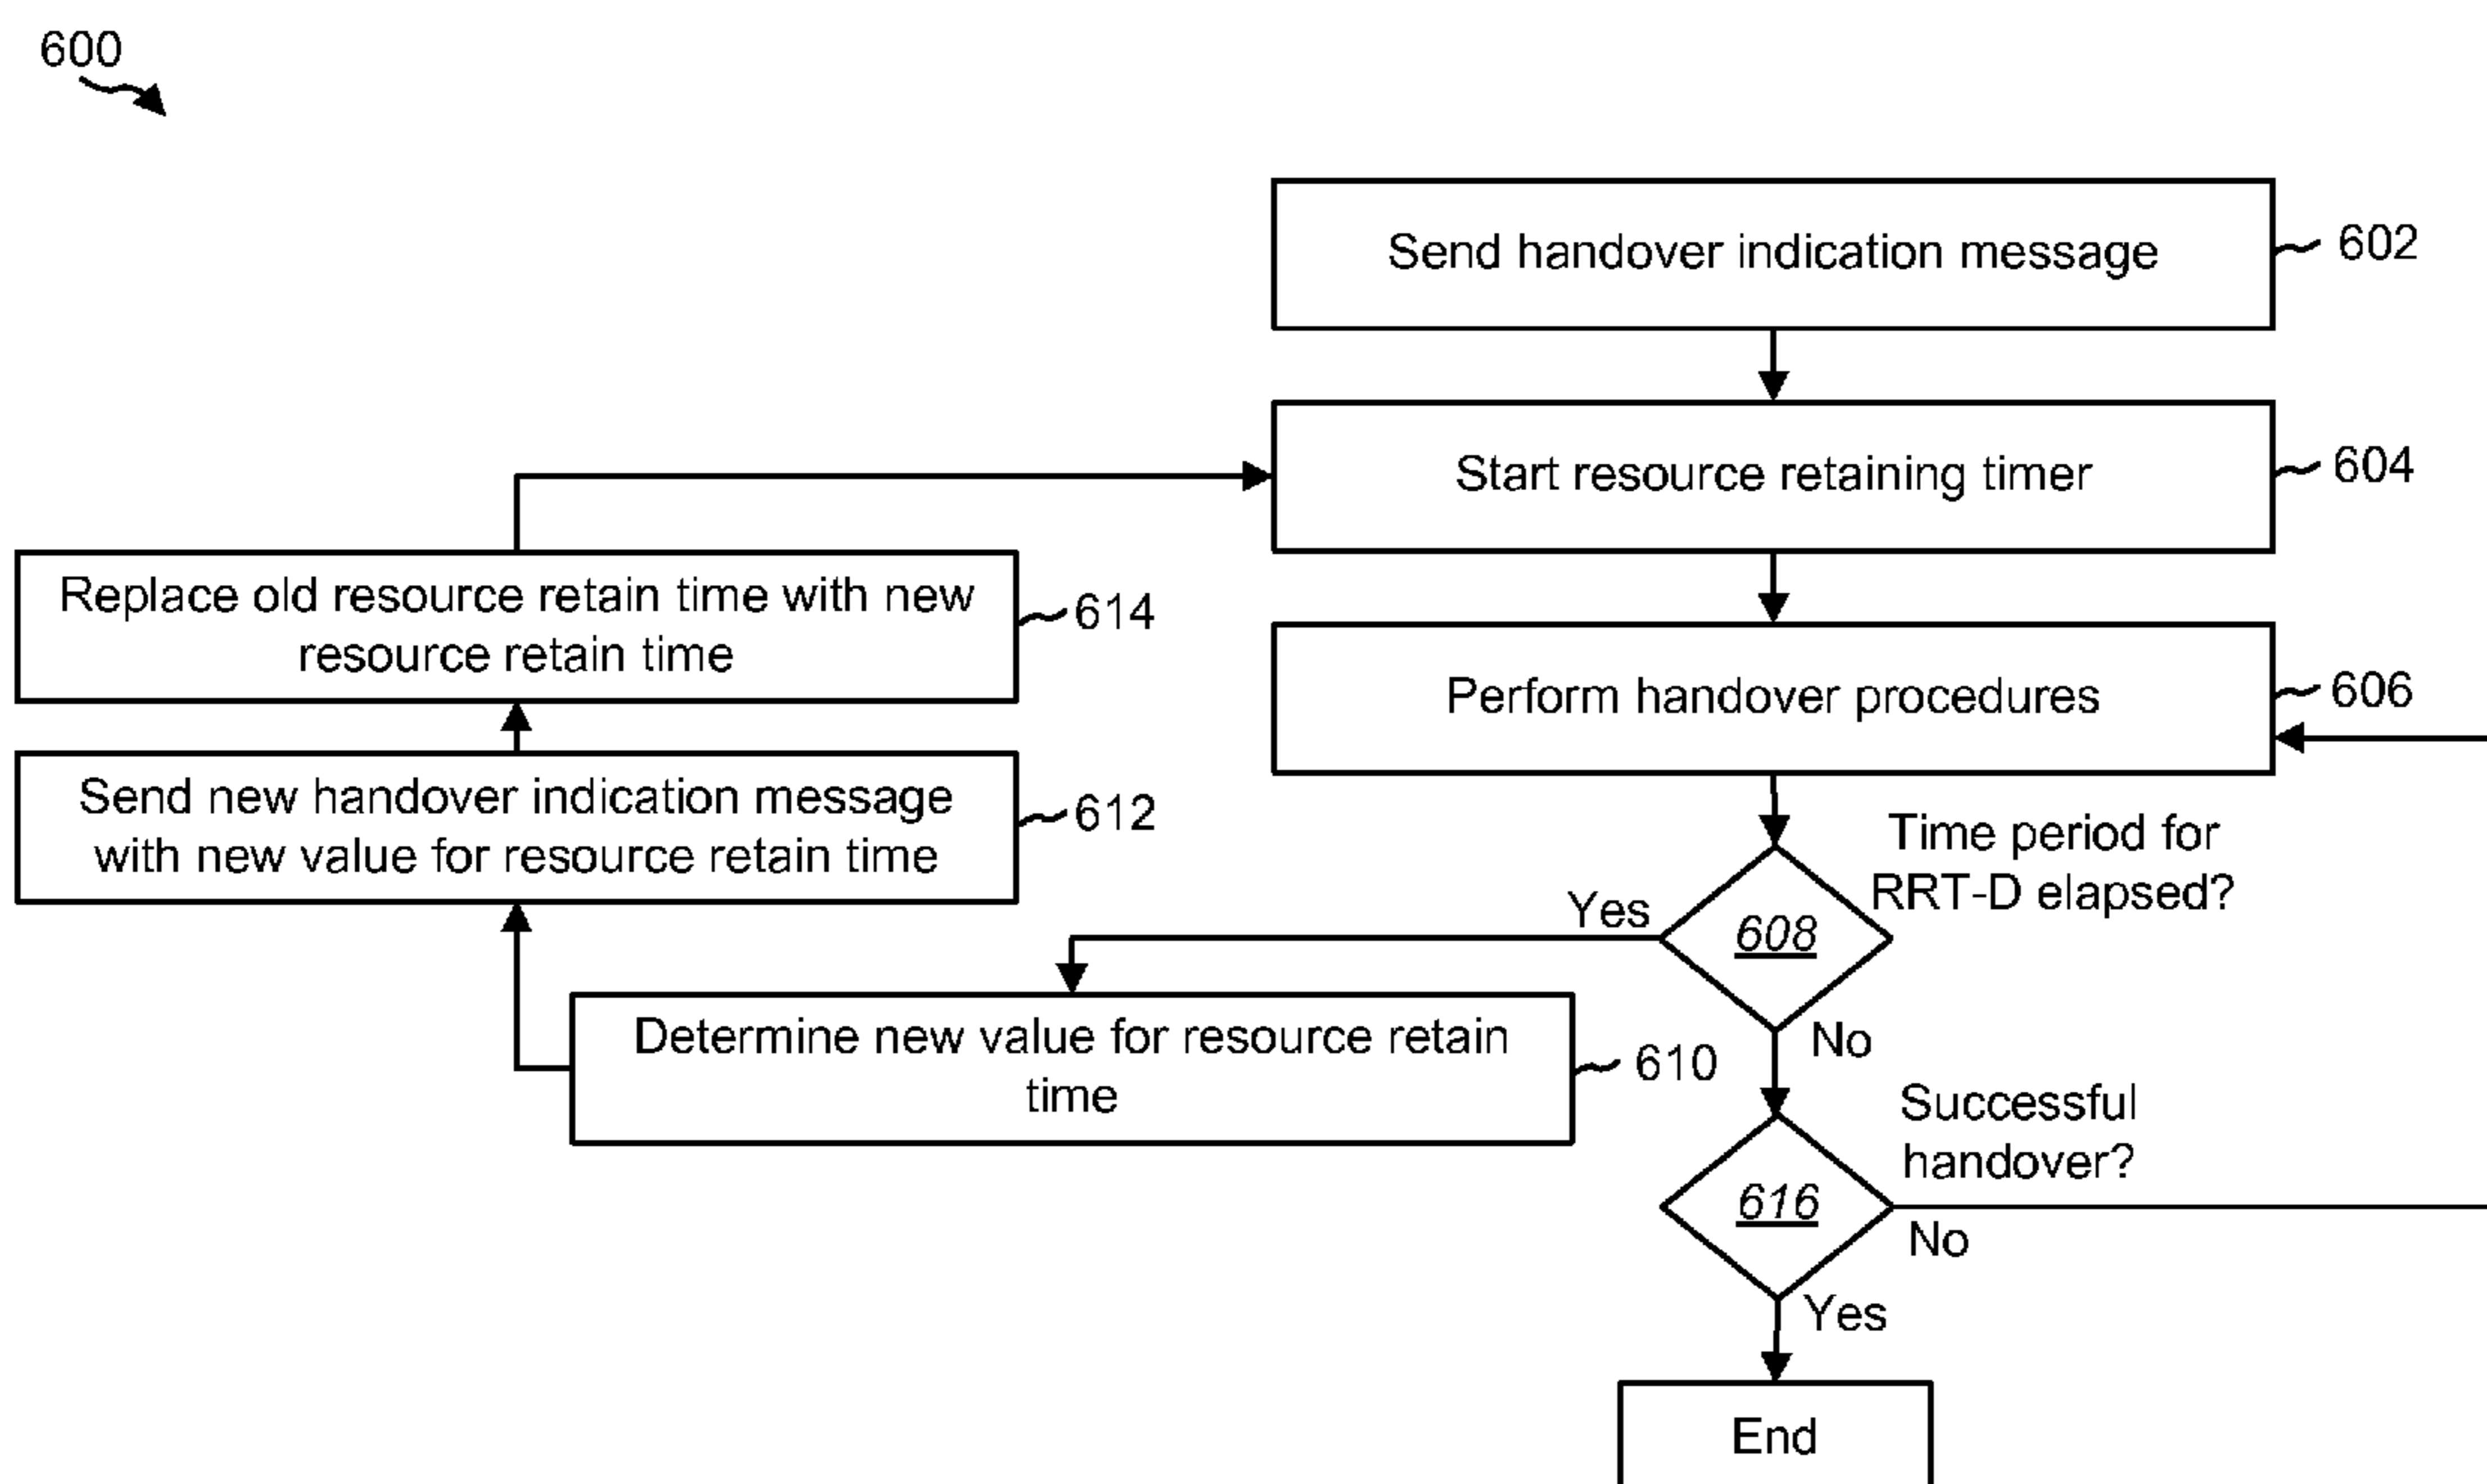 600
Send handover indication message
602
Start resource retaining timer
604
Replace old resource retain time with new
resource retain time
614
Perform handover procedures
606
Send new handover indication message
with new value for resource retain time
612
Time period for
RRT-D elapsed?
Yes
608
No
Determine new value for resource retain
time
610
Successful
handover?
616
No
Yes
End